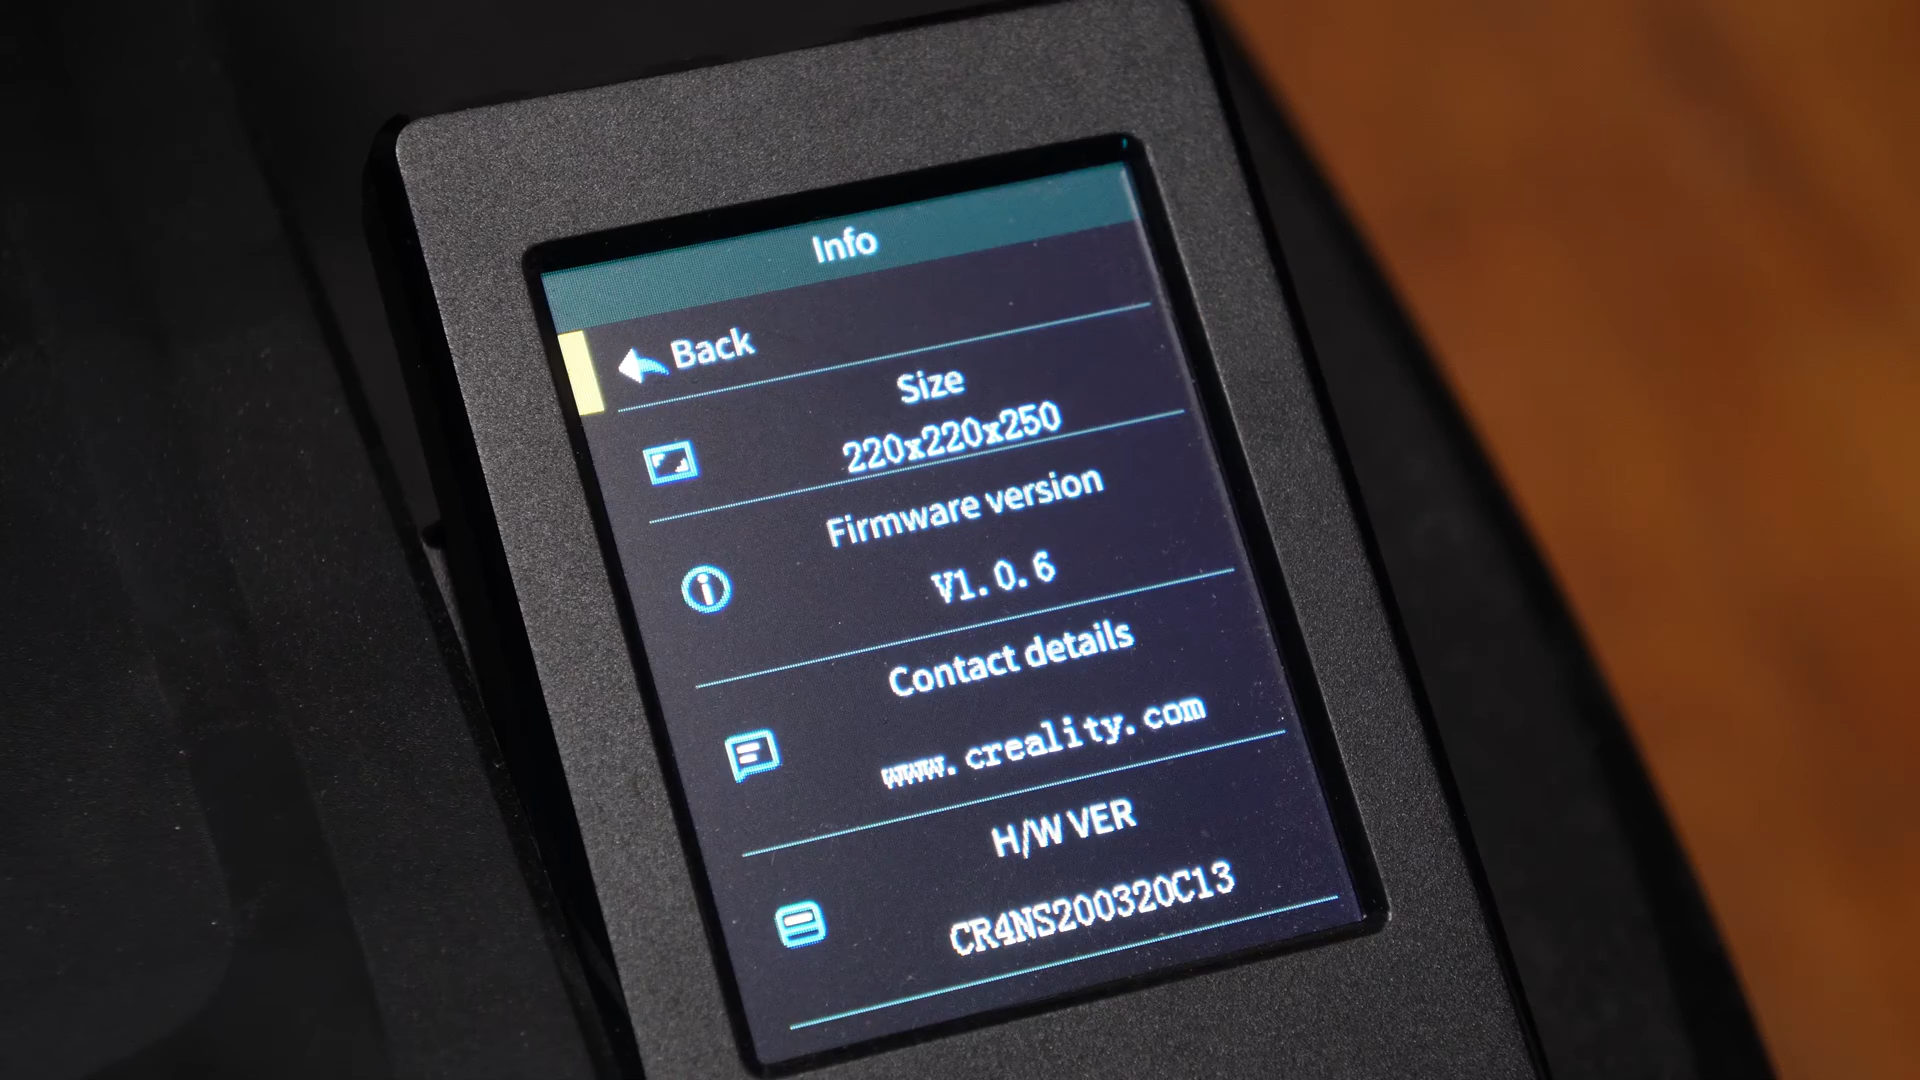 Info
Back
Size
220x220x250
Firmware version
V1.0.6
Contact details
www.creality.com
H/W VER
CR4NS200320C13